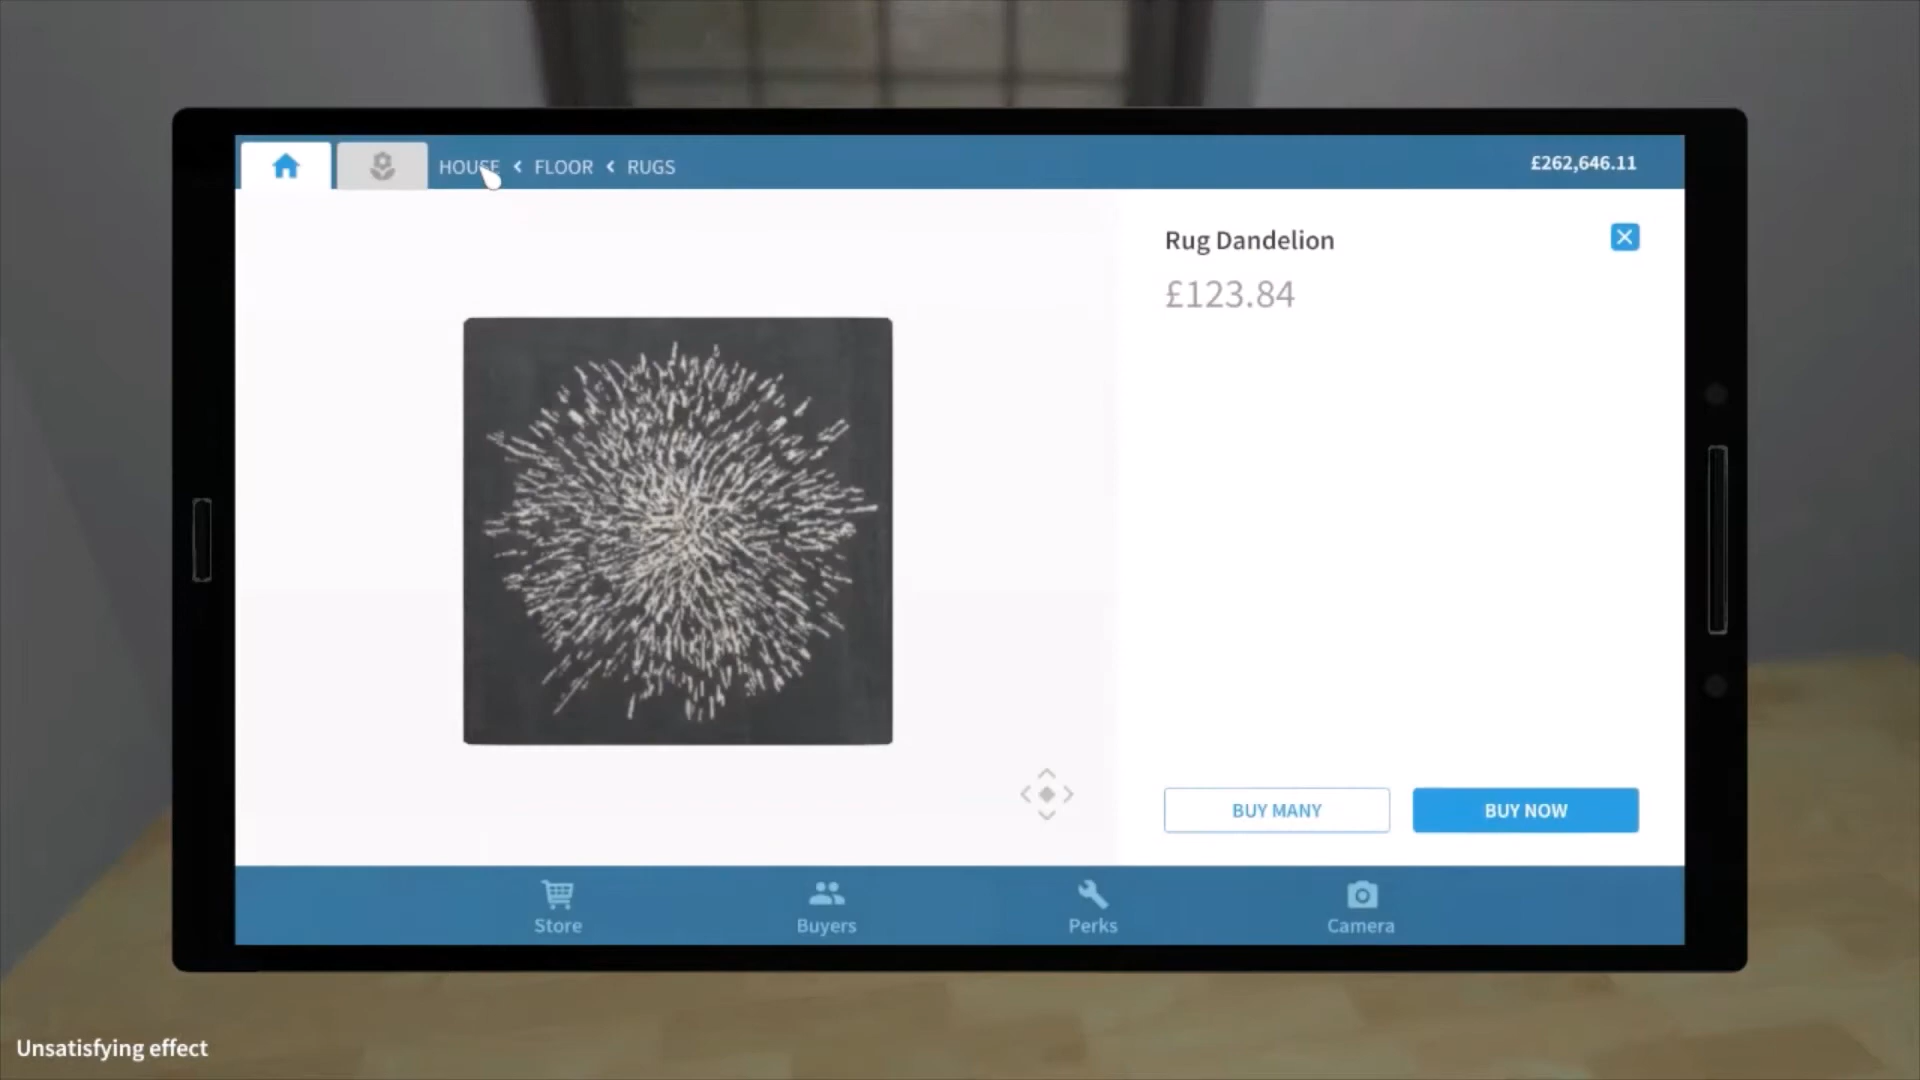 HOUSE < FLOOR < RUGS
£262,646.11
Rug Dandelion
£123.84
BUY MANY
BUY NOW
Store
Buyers
Perks
Camera
Unsatisfying effect